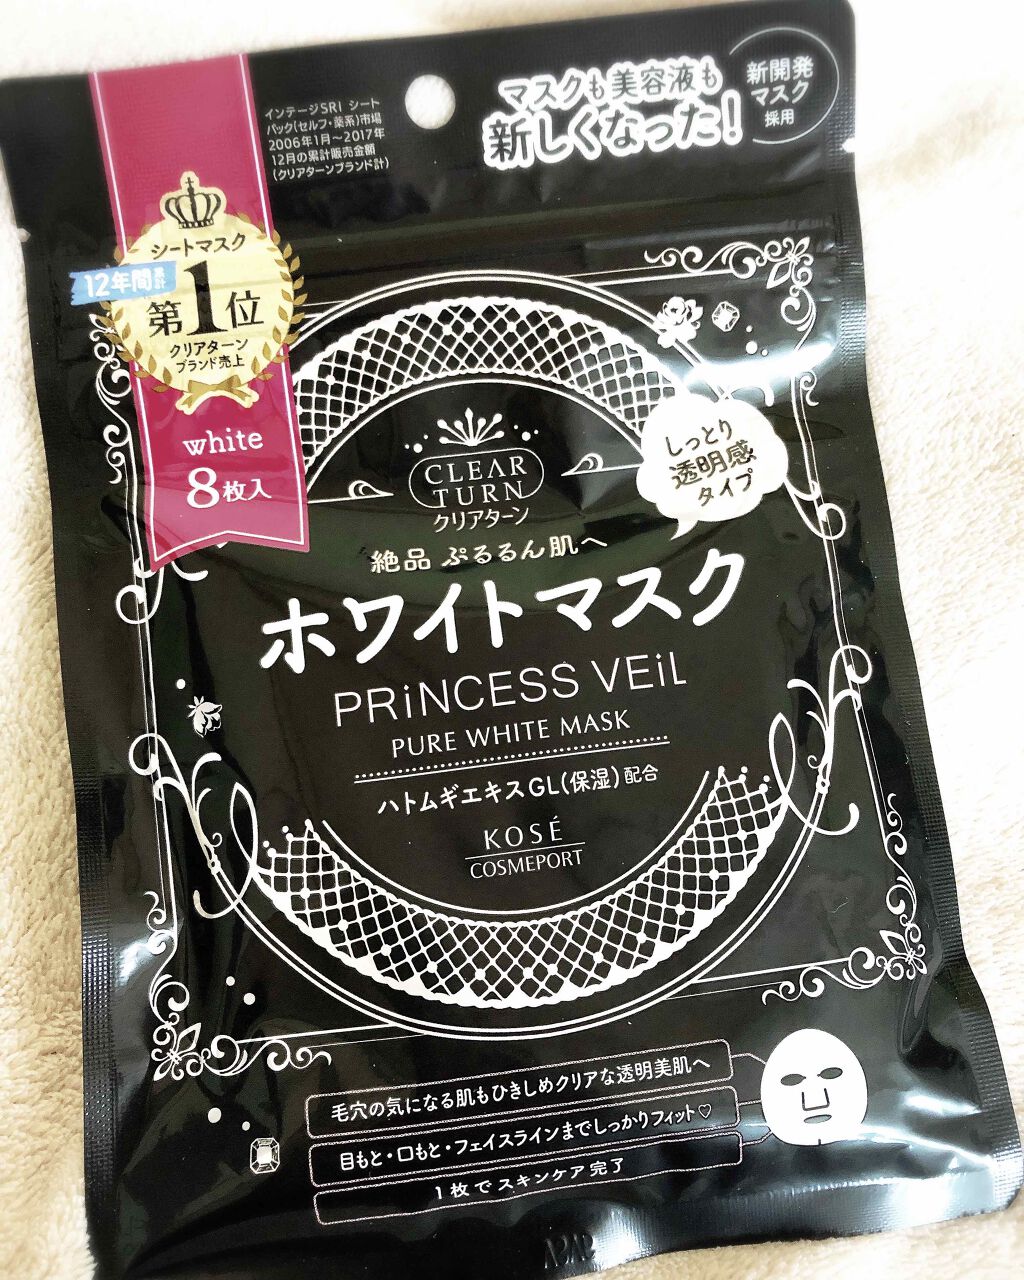 インテージSRI シート
パック(セルフ・薬系)市場
2006年1月～2017年
12月の累計販売金額
(クリアターンブランド計)
マスクも美容液も
新しくなった!
新開発
マスク
採用
シートマスク
12年間累計
第1位
クリアターン
ブランド売上
white
8枚入
しっとり
透明感
タイプ
CLEAR
TURN
クリアターン
絶品 ぷるるん肌へ
ホワイトマスク
PRiNCESS VEiL
PURE WHITE MASK
ハトムギエキスGL(保湿)配合
KOSÉ
COSMEPORT
毛穴の気になる肌もひきしめクリアな透明美肌へ
目もと・口もと・フェイスラインまでしっかりフィット♡
1枚でスキンケア完了